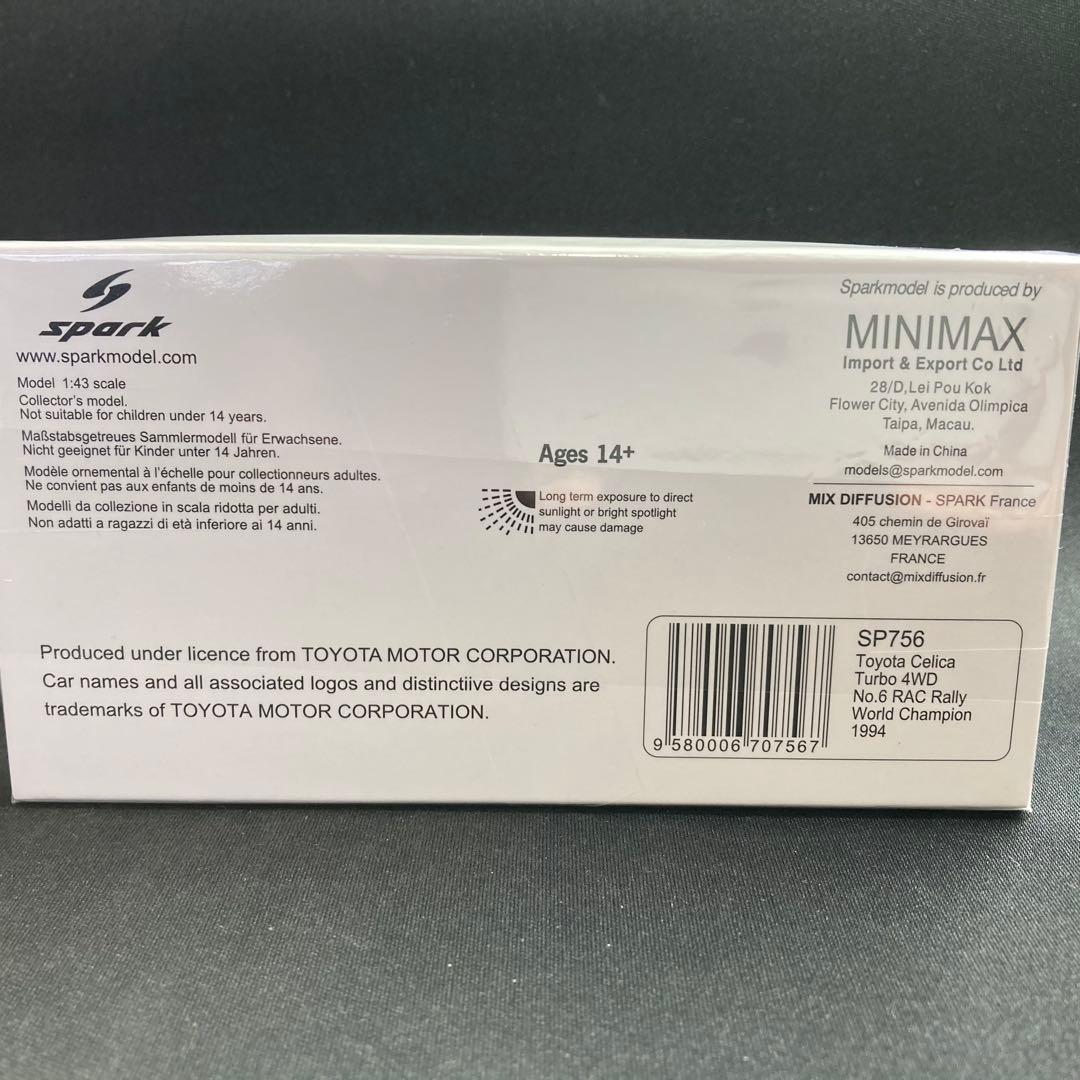 spark
www.sparkmodel.com
Model 1:43 scale
Collector's model.
Not suitable for children under 14 years.
Maßstabsgetreues Sammlermodell für Erwachsene.
Nicht geeignet für Kinder unter 14 Jahren.
Modèle ornemental à l'échelle pour collectionneurs adultes.
Ne convient pas aux enfants de moins de 14 ans.
Modelli da collezione in scala ridotta per adulti.
Non adatti a ragazzi di età inferiore ai 14 anni.
Ages 14+
Long term exposure to direct
sunlight or bright spotlight
may cause damage
Sparkmodel is produced by
MINIMAX
Import & Export Co Ltd
28/D,Lei Pou Kok
Flower City, Avenida Olimpica
Taipa, Macau.
Made in China
models@sparkmodel.com
MIX DIFFUSION - SPARK France
405 chemin de Girovaï
13650 MEYRARGUES
FRANCE
contact@mixdiffusion.fr
Produced under licence from TOYOTA MOTOR CORPORATION.
Car names and all associated logos and distinctiive designs are
trademarks of TOYOTA MOTOR CORPORATION.
9 580006 707567
SP756
Toyota Celica
Turbo 4WD
No.6 RAC Rally
World Champion
1994